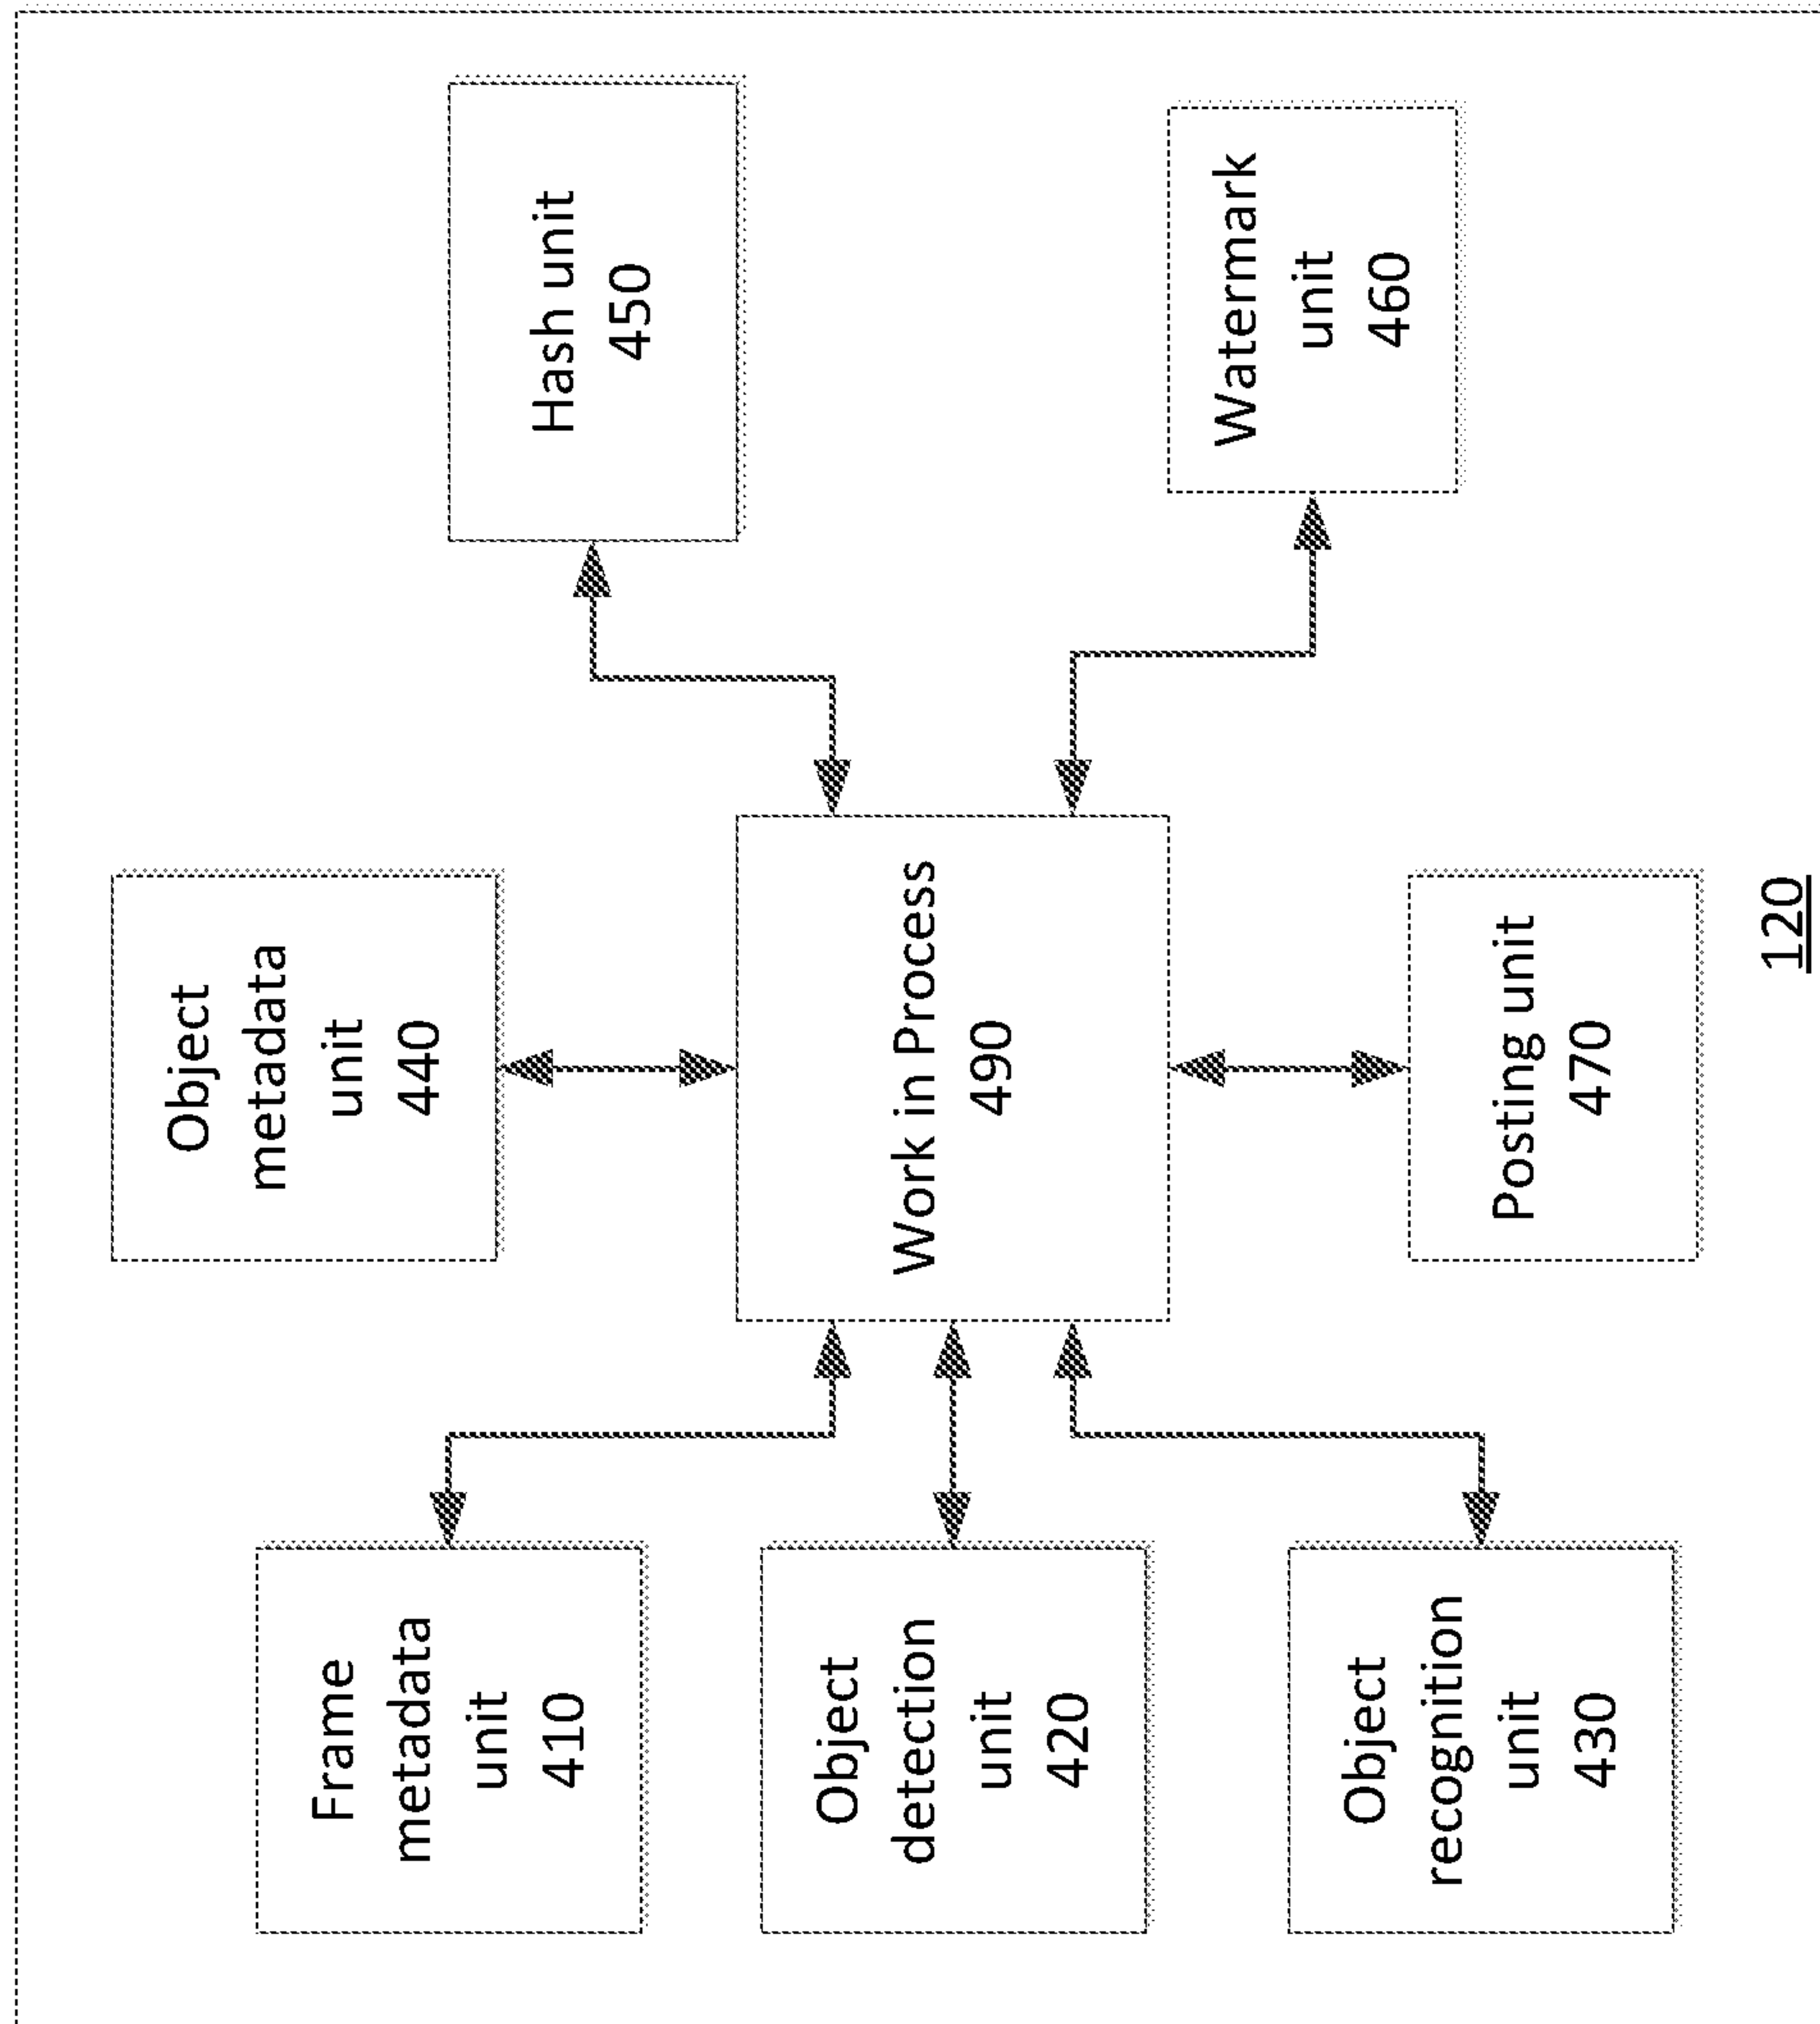 Frame
metadata
unit
410
Object
detection
unit
420
Object
recognition
unit
430
Object
metadata
unit
440
Work in Process
490
Posting unit
470
Hash unit
450
Watermark
unit
460
120